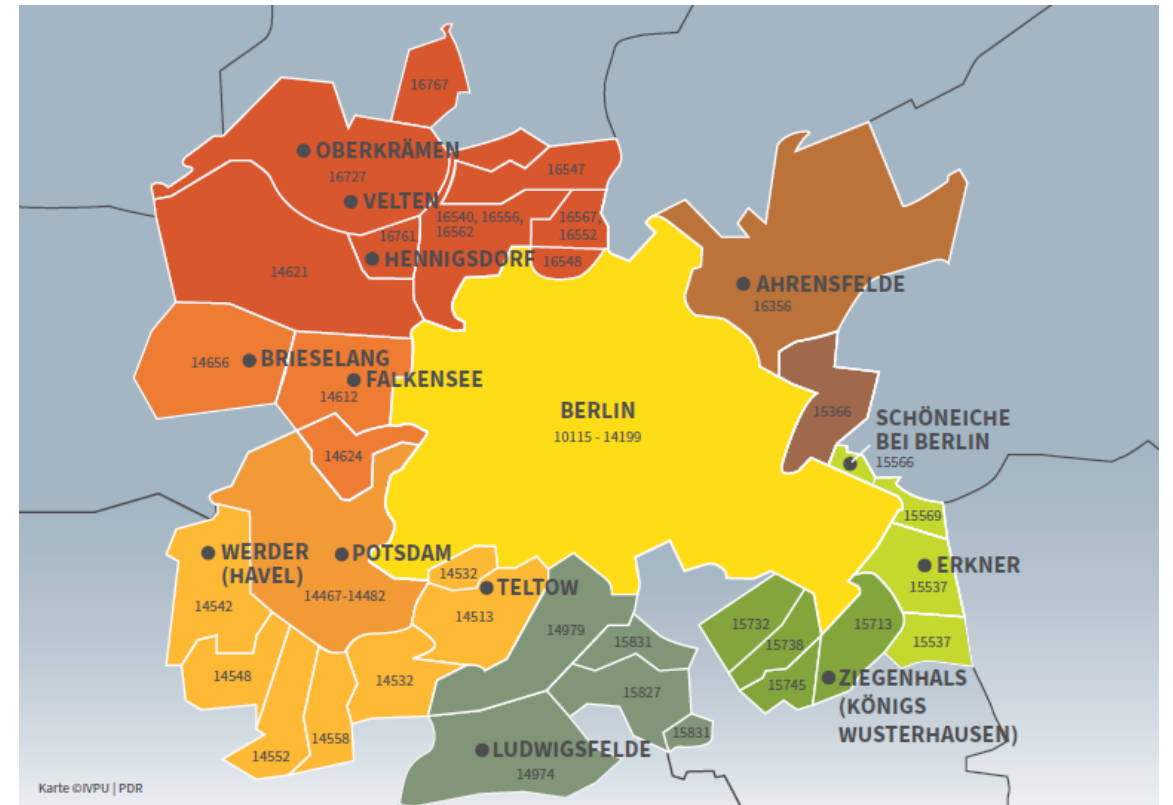 16767
OBERKRÄMEN
16727
16547
VELTEN
16540, 16556,
16562
16567,
16552
16761
HENNIGSDORF
16548
14621
AHRENSFELDE
16356
14656
BRIESELANG
FALKENSEE
14612
BERLIN
10115 - 14199
15366
SCHÖNEICHE
BEI BERLIN
15566
14624
15569
WERDER
(HAVEL)
POTSDAM
14532
TELTOW
ERKNER
15537
14467-14482
14542
14513
14979
15732
15713
15831
15738
15537
14548
14532
15827
15745
ZIEGENHALS
(KÖNIGS
WUSTERHAUSEN)
14558
14552
15831
LUDWIGSFELDE
14974
Karte ©IVPU | PDR